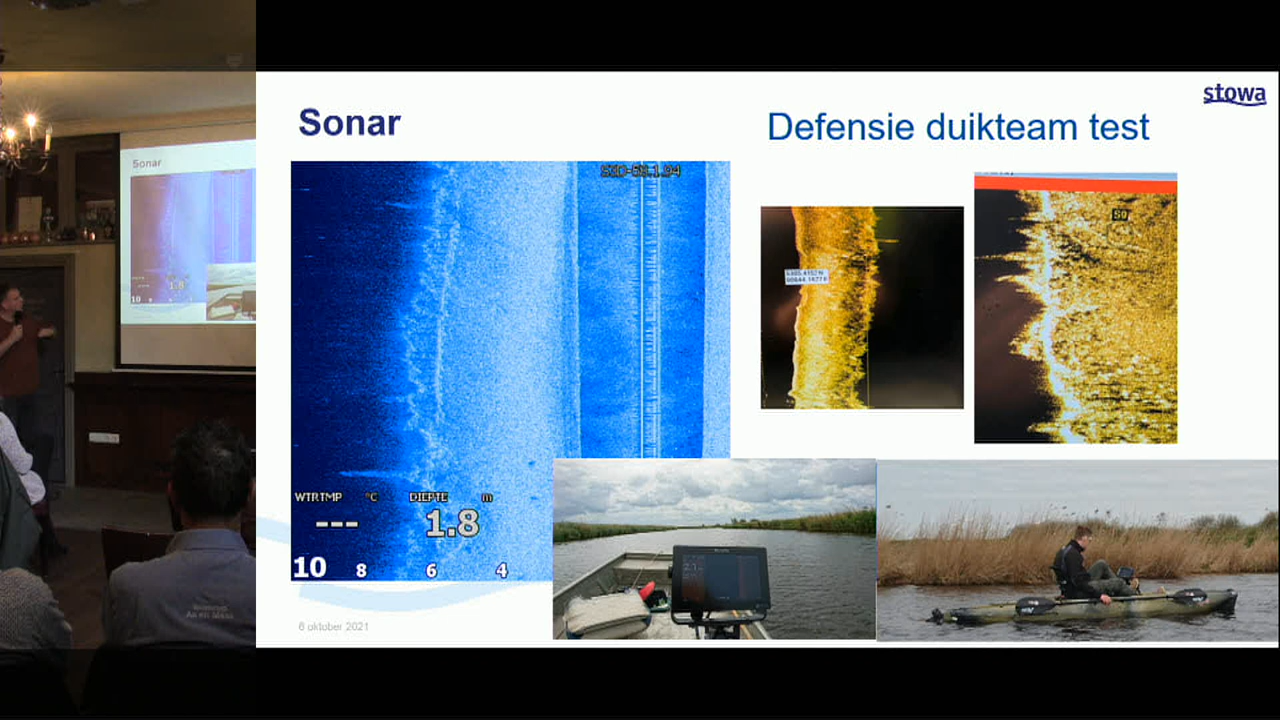 stowa
Sonar
Defensie duikteam test
Sonar
WTRTMP °C DIEPTE m
--- 1.8
10 8 6 4
6 oktober 2021
1.8
10